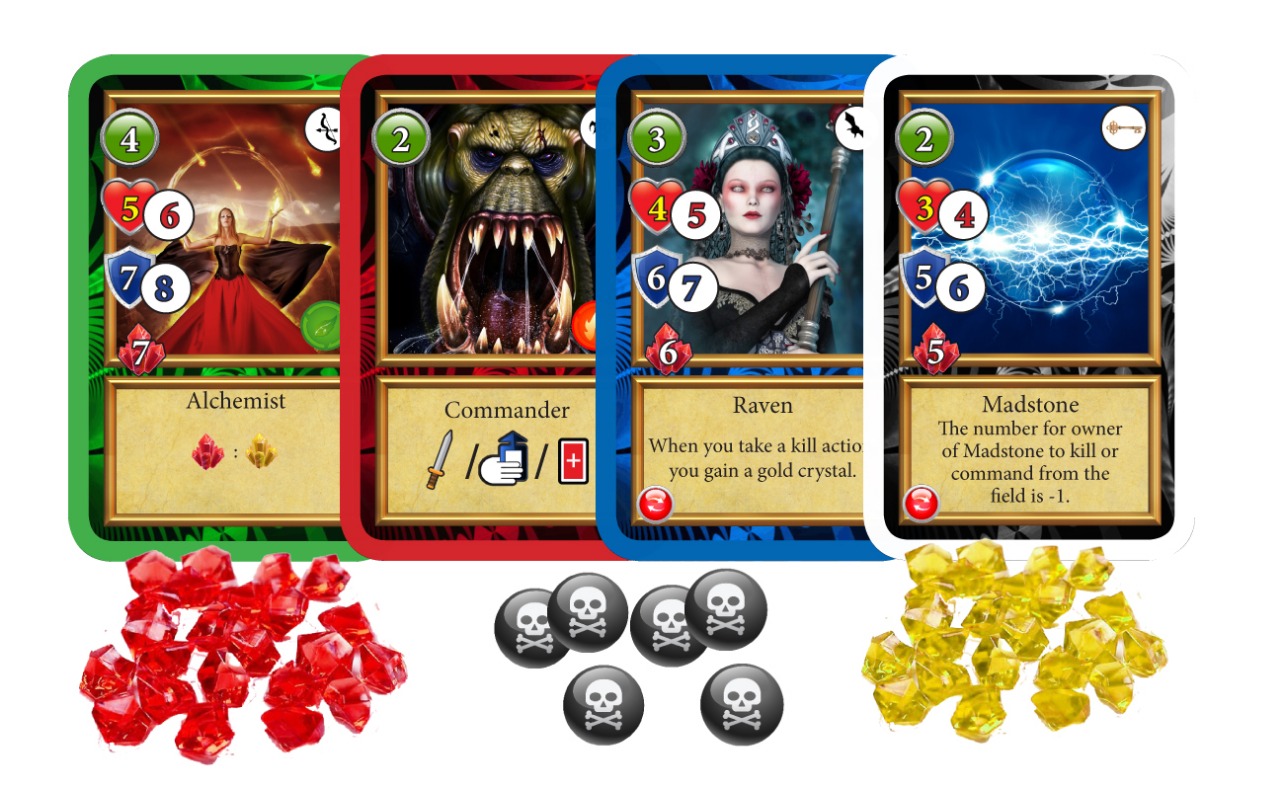 4
5 6
7 8
7
Alchemist
:
2
Commander
/ / +
3
4 5
6 7
6
Raven
When you take a kill actio
you gain a gold crystal.
2
3 4
5 6
5
Madstone
The number for owner
of Madstone to kill or
command from the
field is -1.